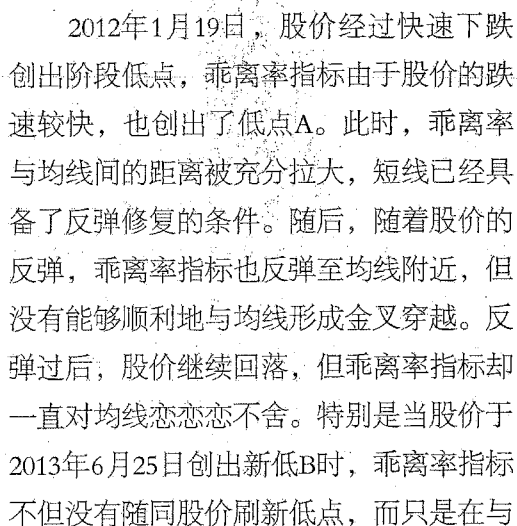 2012年1月19日，股价经过快速下跌
创出阶段低点，乖离率指标由于股价的跌
速较快，也创出了低点A。此时，乖离率
与均线间的距离被充分拉大，短线已经具
备了反弹修复的条件。随后，随着股价的
反弹，乖离率指标也反弹至均线附近，但
没有能够顺利地与均线形成金叉穿越。反
弹过后，股价继续回落，但乖离率指标却
一直对均线恋恋恋不舍。特别是当股价于
2013年6月25日创出新低B时，乖离率指标
不但没有随同股价刷新低点，而只是在与